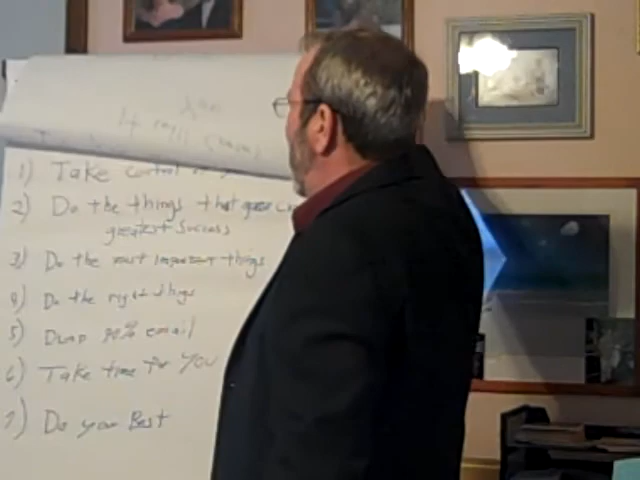 1) Take control
2) Do the things that
greatest Success
3) Do the most important things
4) Do the right things
5) Dump 90% email
6) Take time for YOU
7) Do your Best